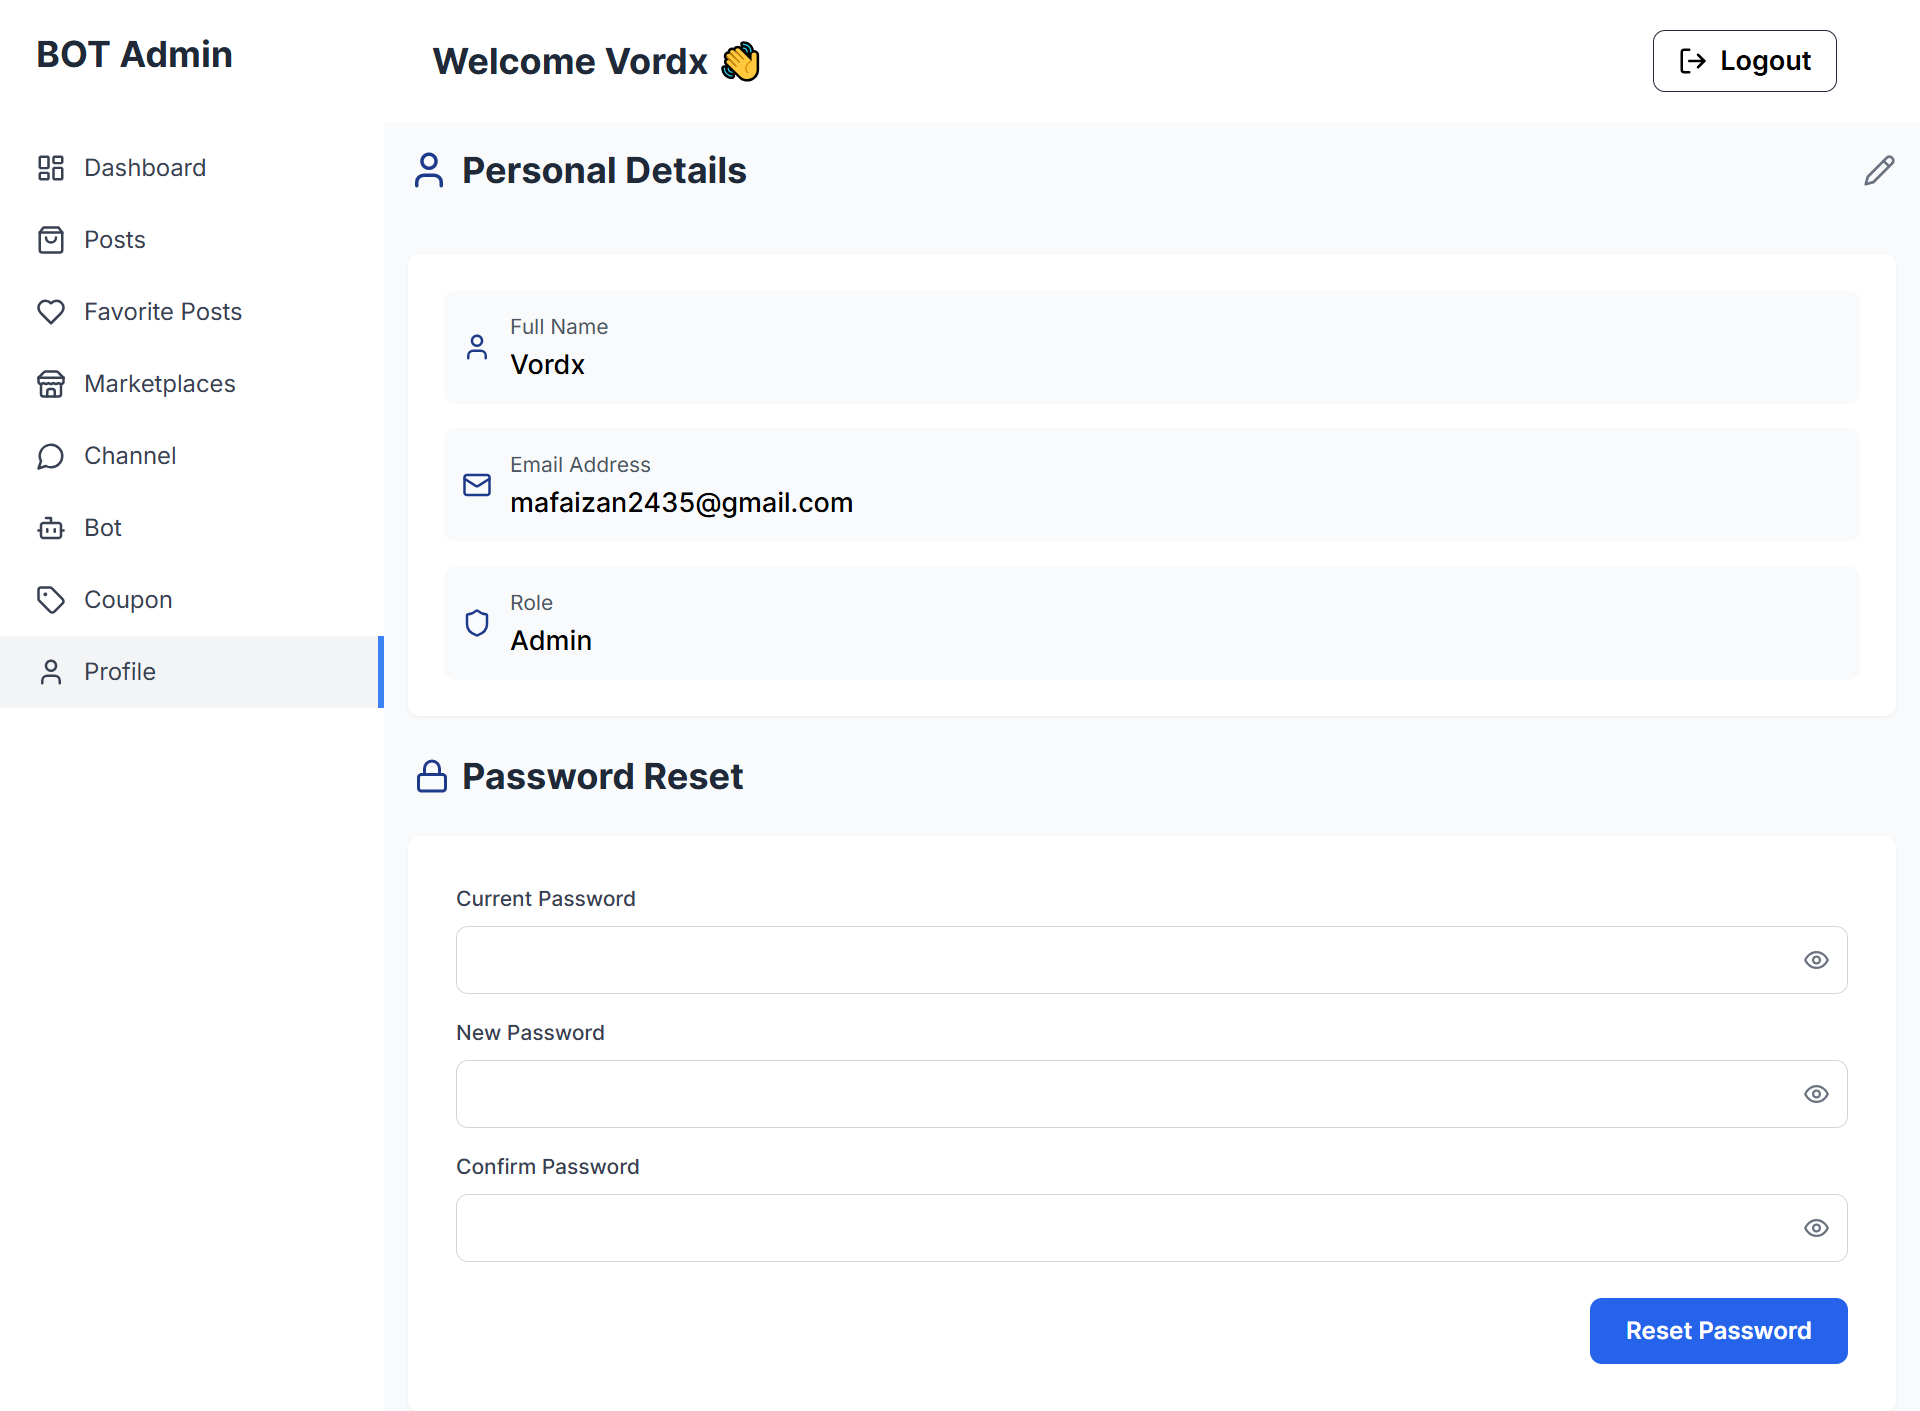 BOT Admin
Dashboard
Posts
Favorite Posts
Marketplaces
Channel
Bot
Coupon
Profile
Welcome Vordx 👋
Logout
Personal Details
Full Name
Vordx
Email Address
mafaizan2435@gmail.com
Role
Admin
Password Reset
Current Password
New Password
Confirm Password
Reset Password